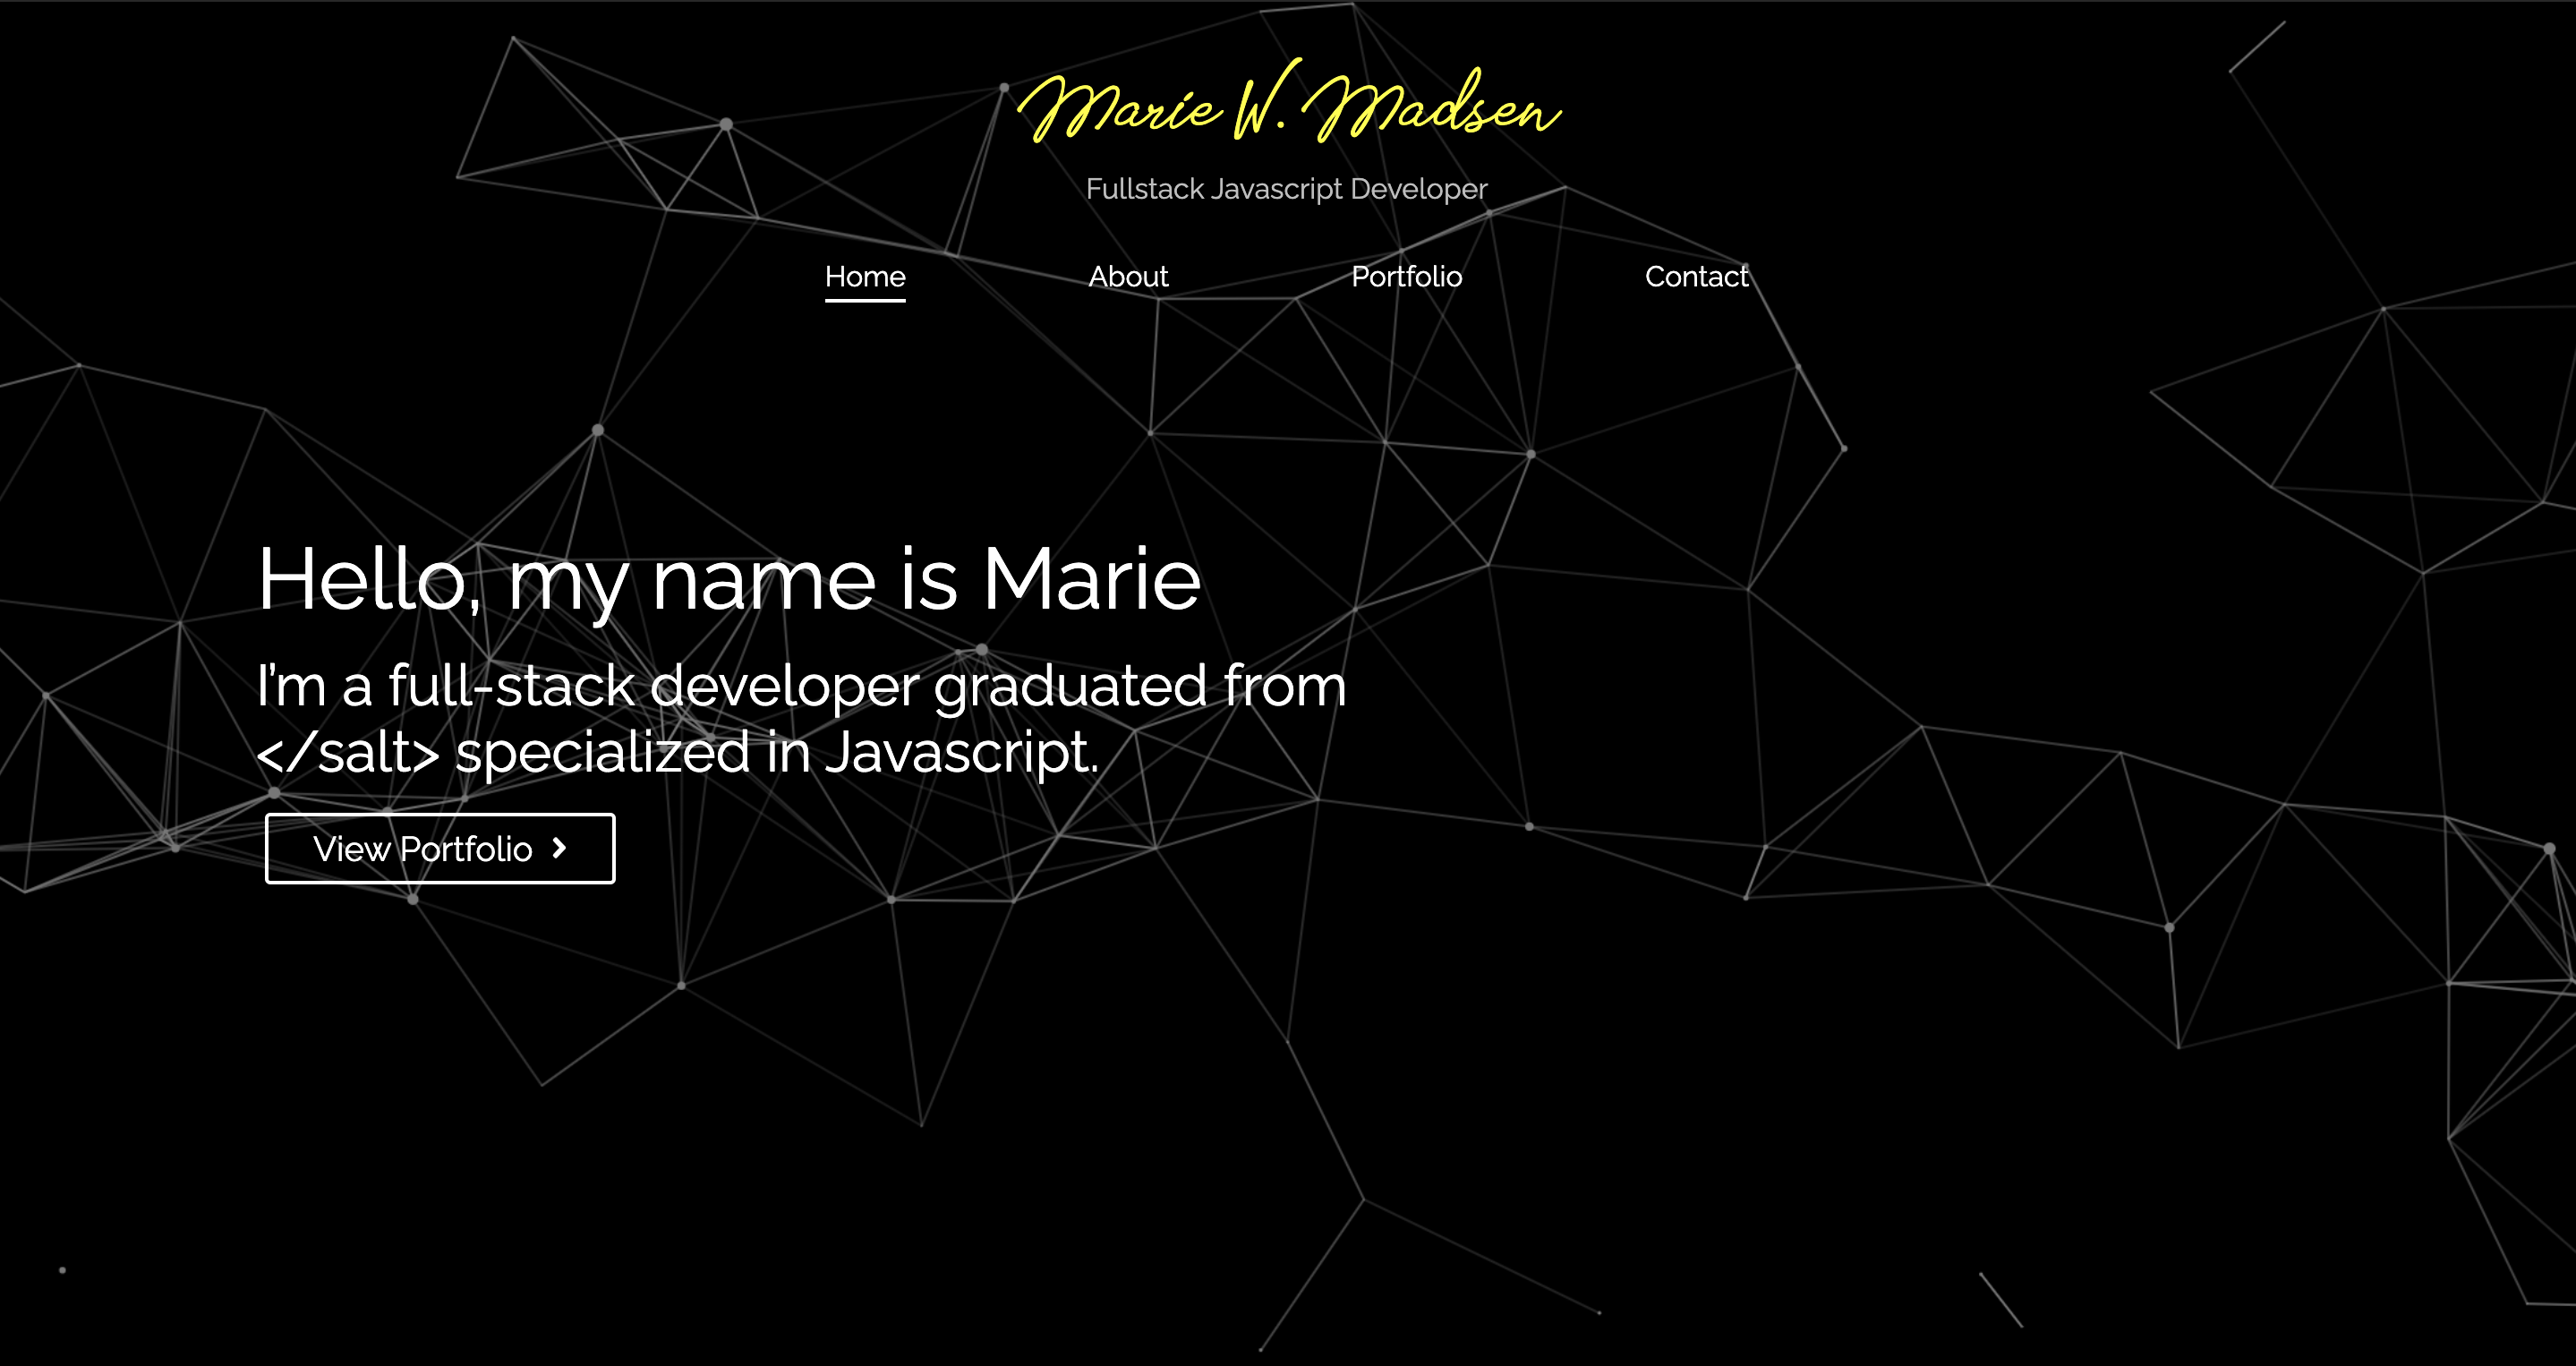 Marie W. Madsen
Fullstack Javascript Developer
Home About Portfolio Contact
Hello, my name is Marie
I'm a full-stack developer graduated from
</salt> specialized in Javascript.
View Portfolio